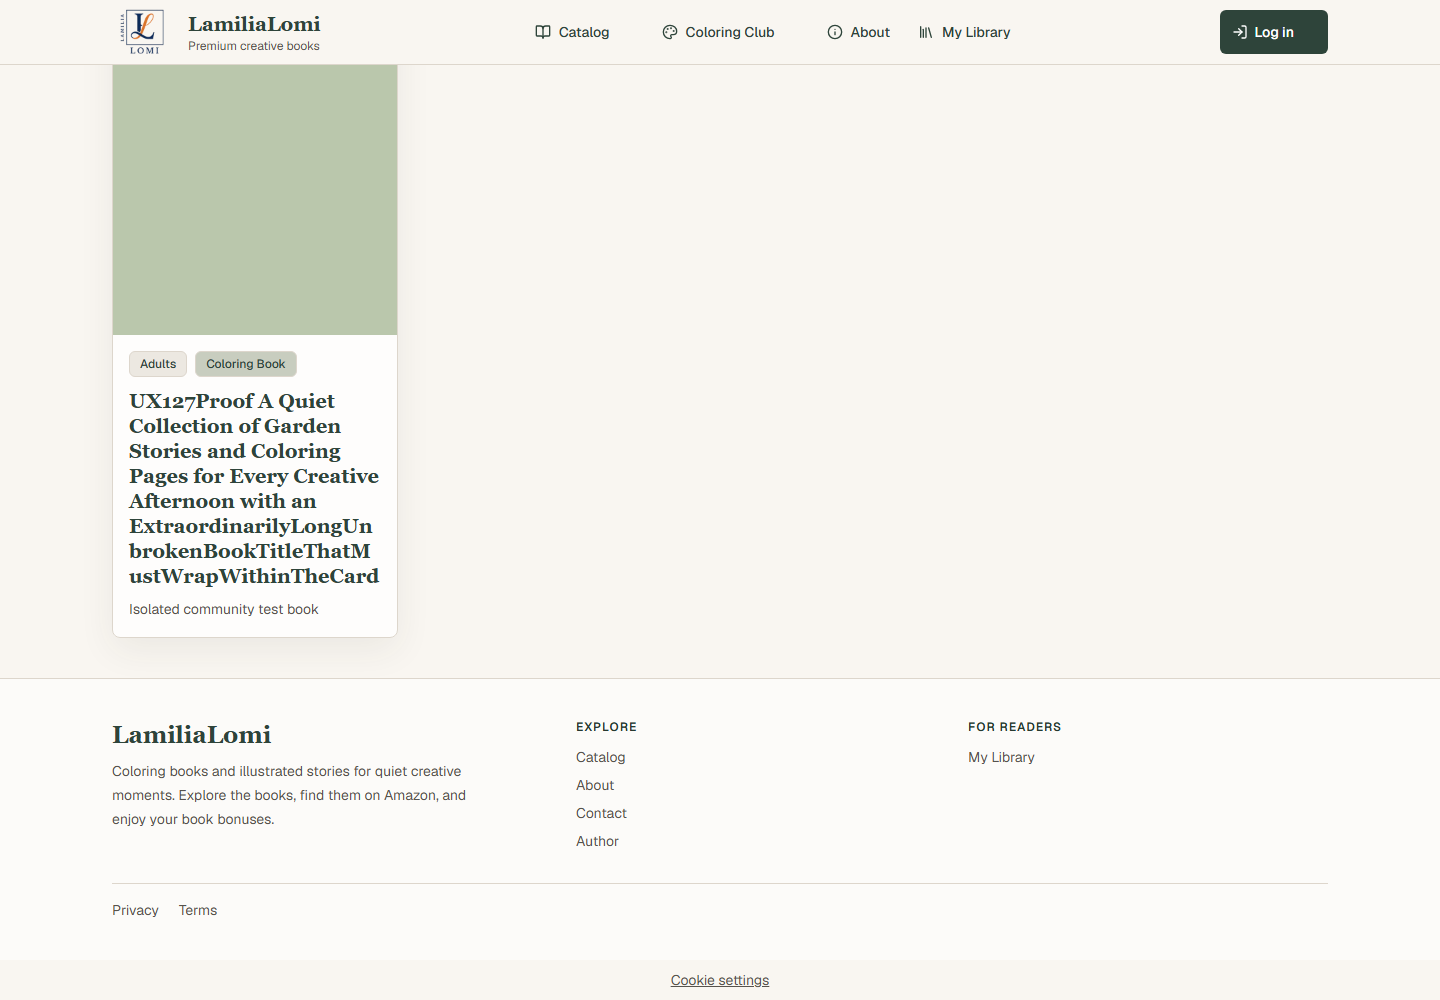 LAMILIA
LOMI
LamiliaLomi
Premium creative books
Catalog
Coloring Club
About
My Library
Log in
Adults
Coloring Book
UX127Proof A Quiet
Collection of Garden
Stories and Coloring
Pages for Every Creative
Afternoon with an
ExtraordinarilyLongUn
brokenBookTitleThatM
ustWrapWithinTheCard
Isolated community test book
LamiliaLomi
Coloring books and illustrated stories for quiet creative
moments. Explore the books, find them on Amazon, and
enjoy your book bonuses.
EXPLORE
Catalog
About
Contact
Author
FOR READERS
My Library
Privacy
Terms
Cookie settings